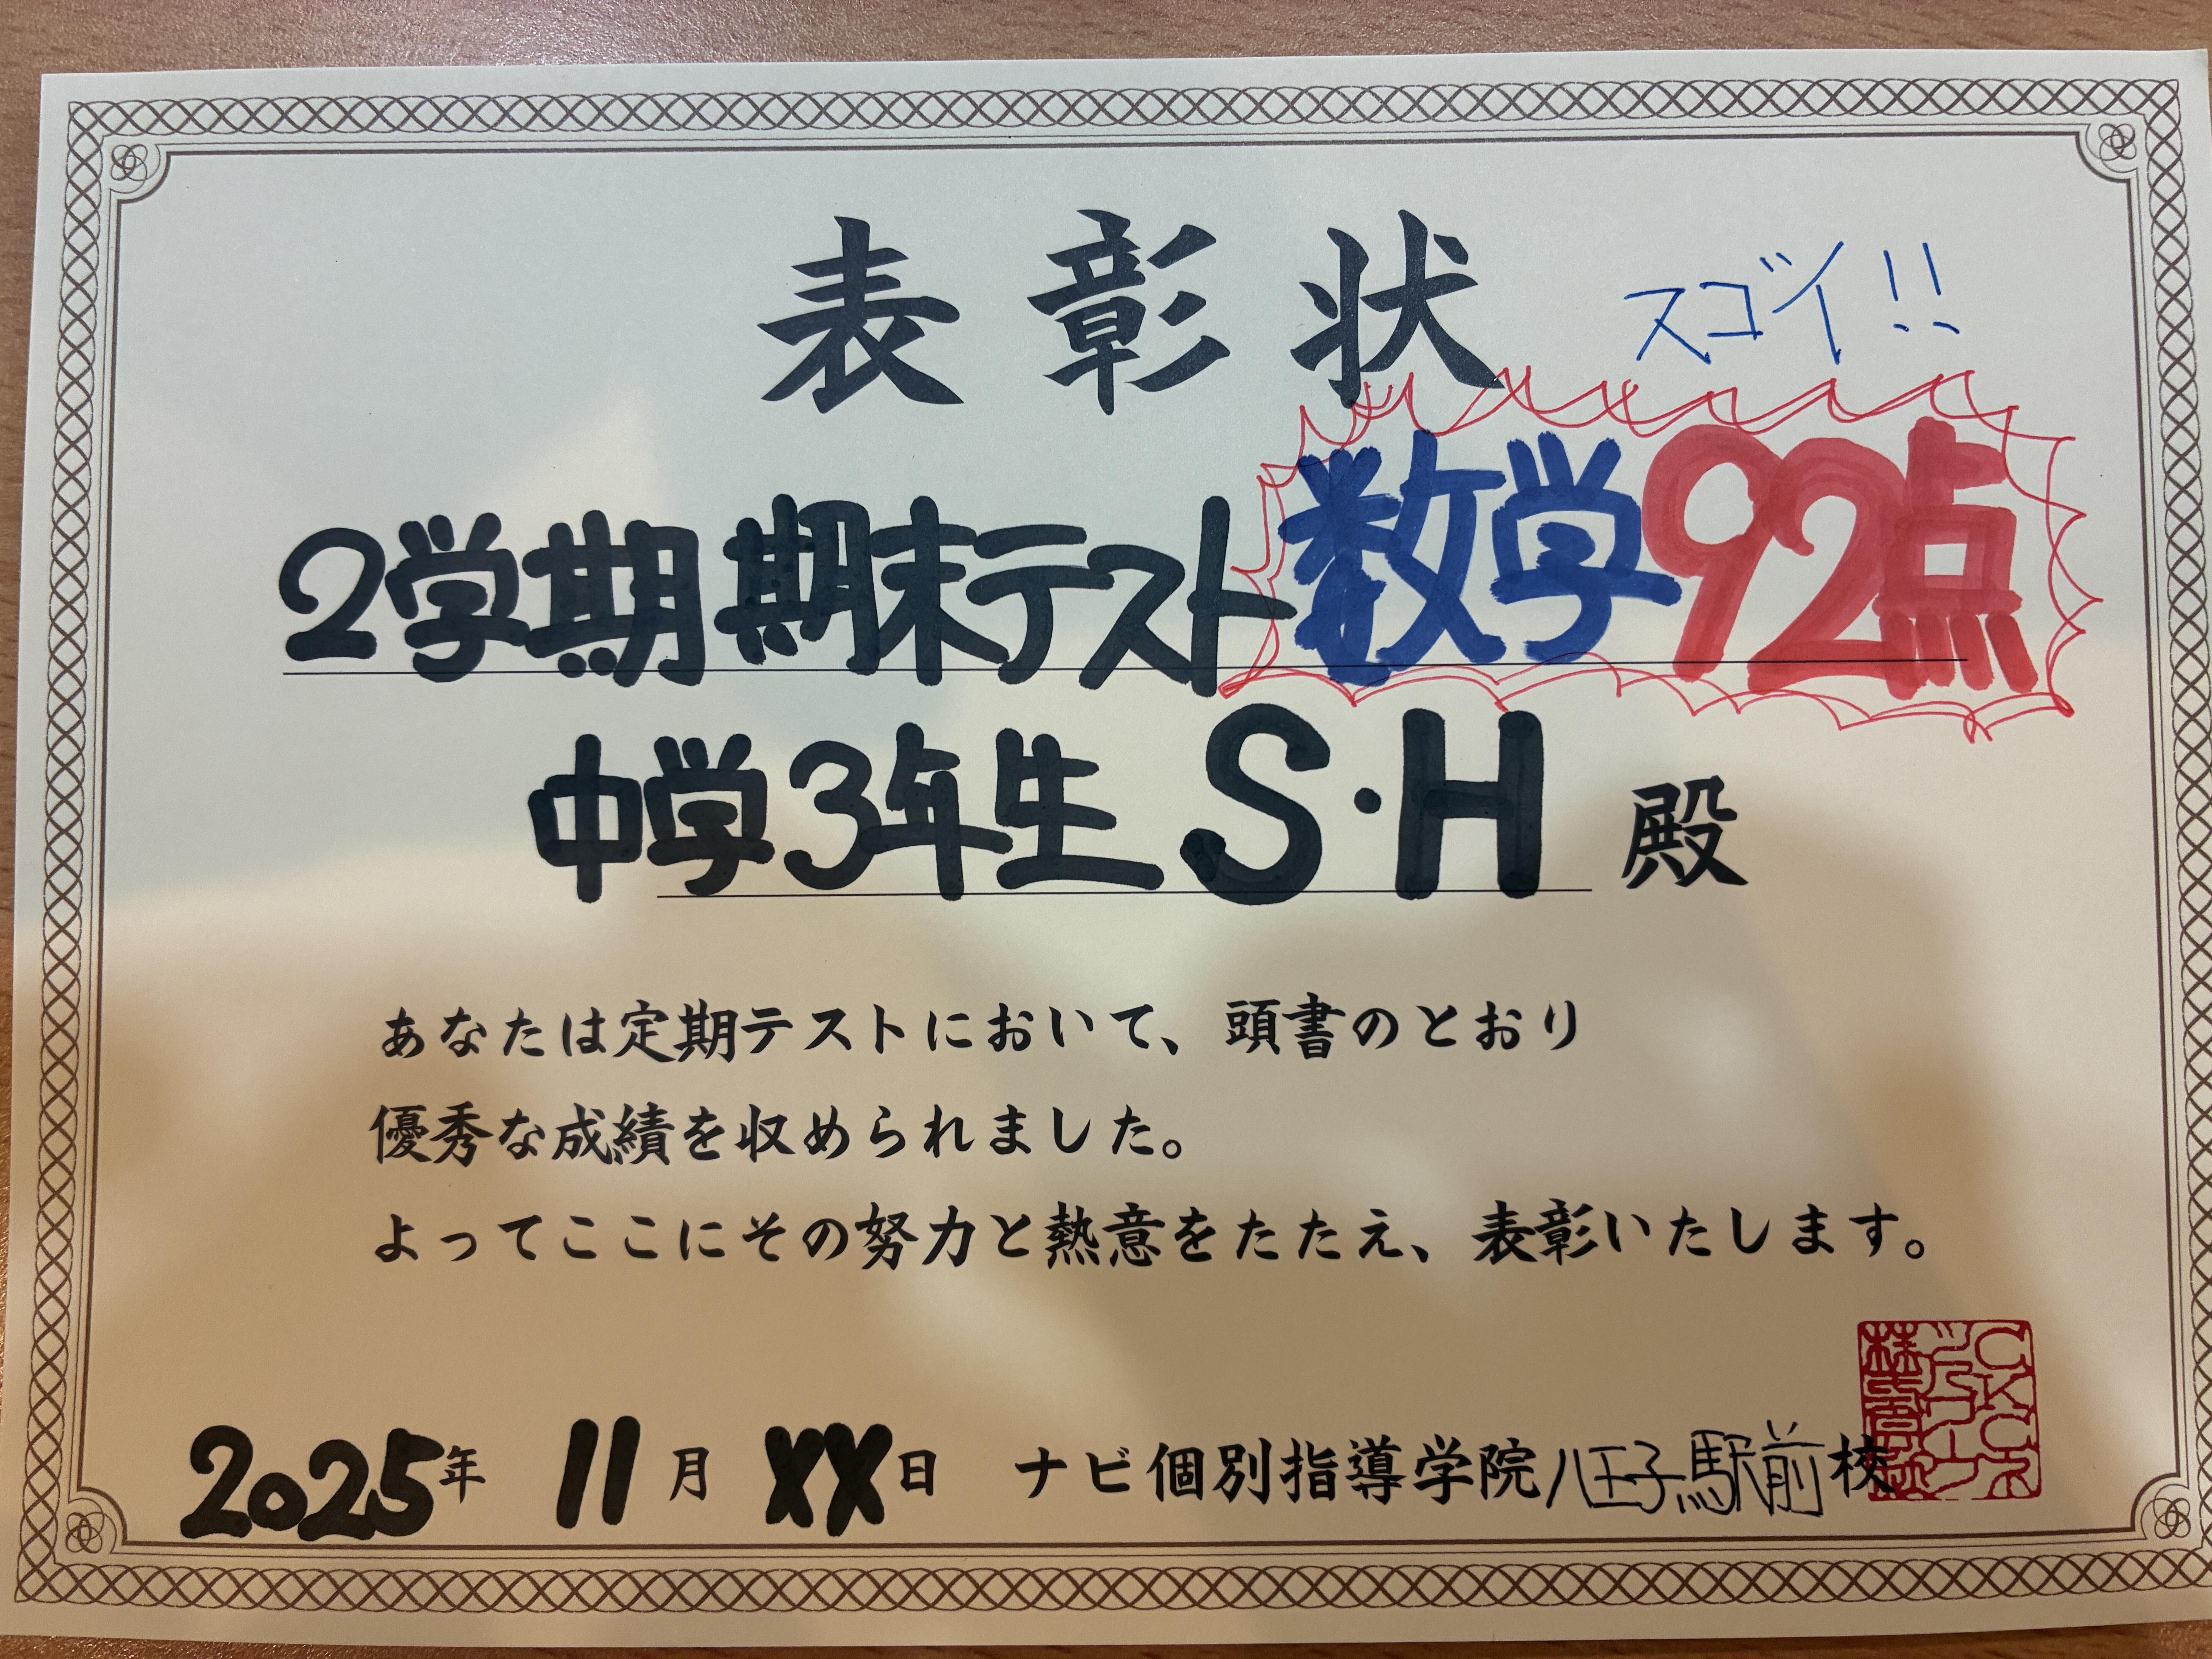 表彰状
スゴイ!!
2学期期末テスト数学92点
中学3年生 S・H 殿
あなたは定期テストにおいて、頭書のとおり
優秀な成績を収められました。
よってここにその努力と熱意をたたえ、表彰いたします。
2025年 11月 XX日 ナビ個別指導学院八王子駅前校